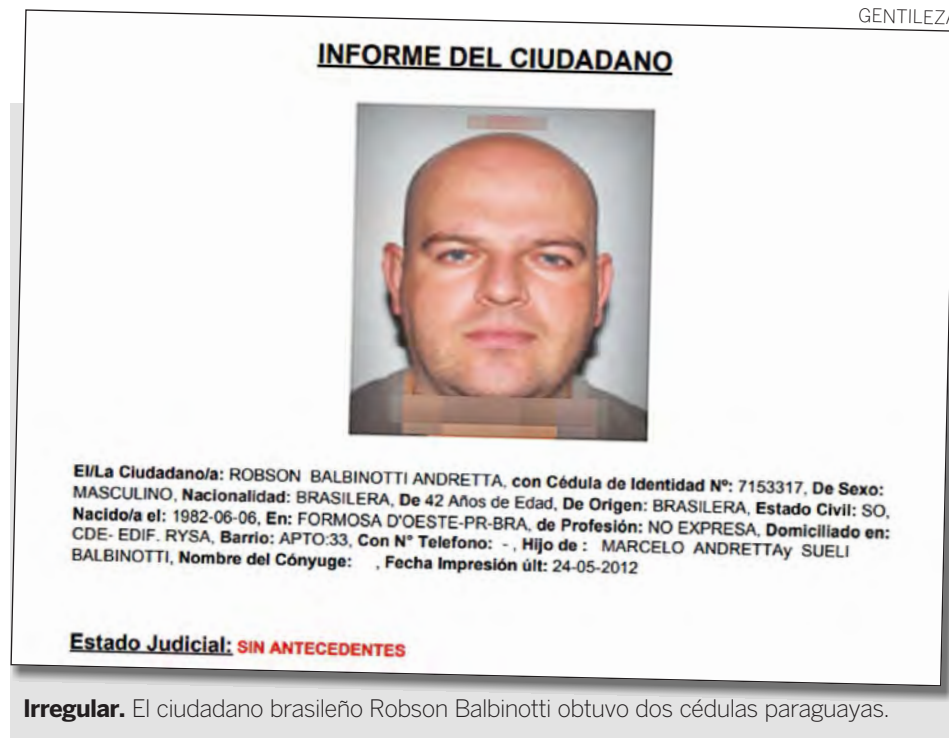 GENTILEZA
INFORME DEL CIUDADANO
El/La Ciudadano/a: ROBSON BALBINOTTI ANDRETTA, con Cédula de Identidad Nº: 7153317, De Sexo:
MASCULINO, Nacionalidad: BRASILERA, De 42 Años de Edad, De Origen: BRASILERA, Estado Civil: SO,
Nacido/a el: 1982-06-06, En: FORMOSA D'OESTE-PR-BRA, de Profesión: NO EXPRESA, Domiciliado en:
CDE- EDIF. RYSA, Barrio: APTO:33, Con N° Telefono: - , Hijo de : MARCELO ANDRETTAy SUELI
BALBINOTTI, Nombre del Cónyuge: , Fecha Impresión últ: 24-05-2012
Estado Judicial: SIN ANTECEDENTES
Irregular. El ciudadano brasileño Robson Balbinotti obtuvo dos cédulas paraguayas.